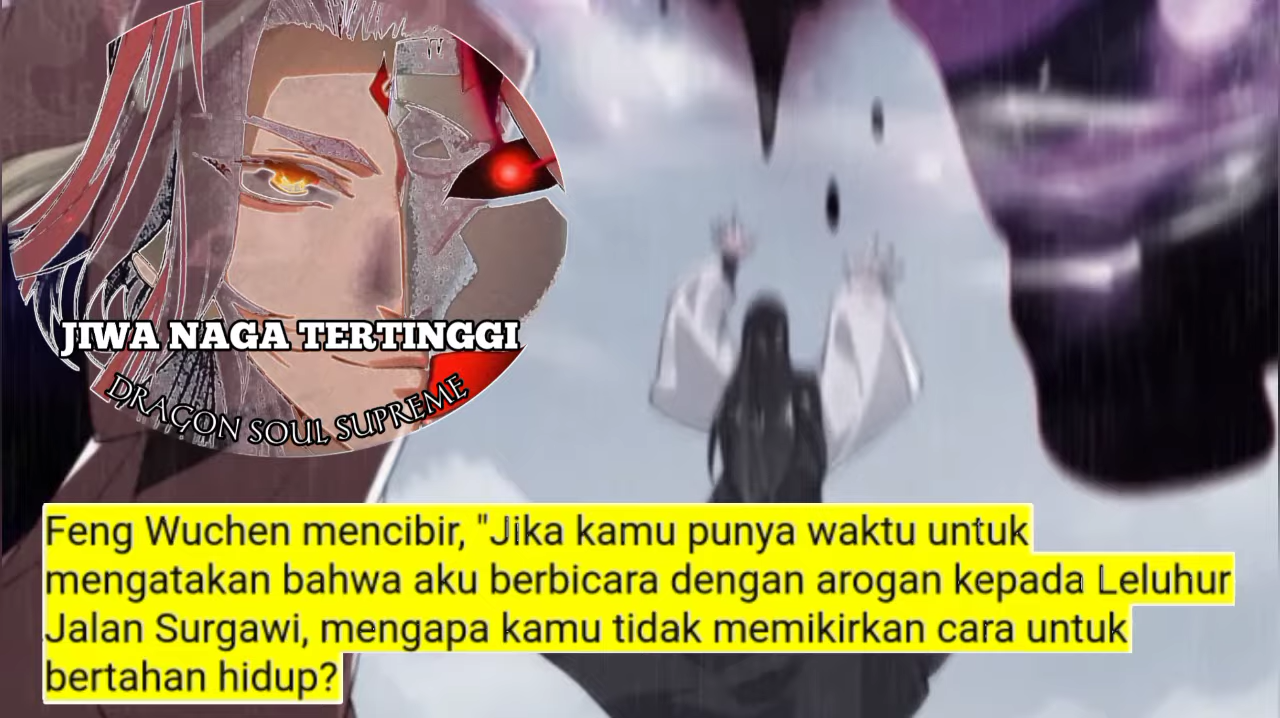 JIWA NAGA TERTINGGI
DRAGON SOUL SUPREME
Feng Wuchen mencibir, "Jika kamu punya waktu untuk
mengatakan bahwa aku berbicara dengan arogan kepada Leluhur
Jalan Surgawi, mengapa kamu tidak memikirkan cara untuk
bertahan hidup?